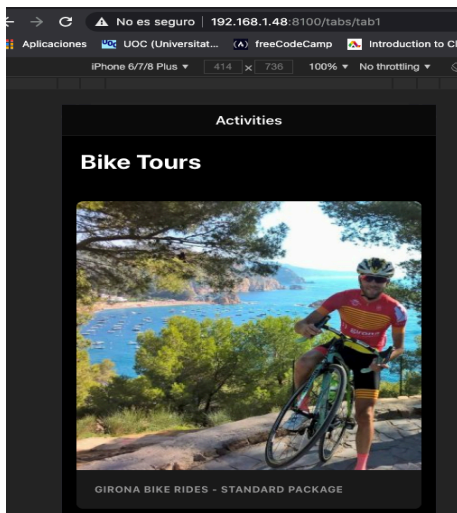 No es seguro | 192.168.1.48:8100/tabs/tab1
Aplicaciones UOC (Universitat... freeCodeCamp Introduction to
iPhone 6/7/8 Plus ▼ 414 x 736 100% ▼ No throttling ▼
Activities
Bike Tours
Girona
GIRONA BIKE RIDES - STANDARD PACKAGE